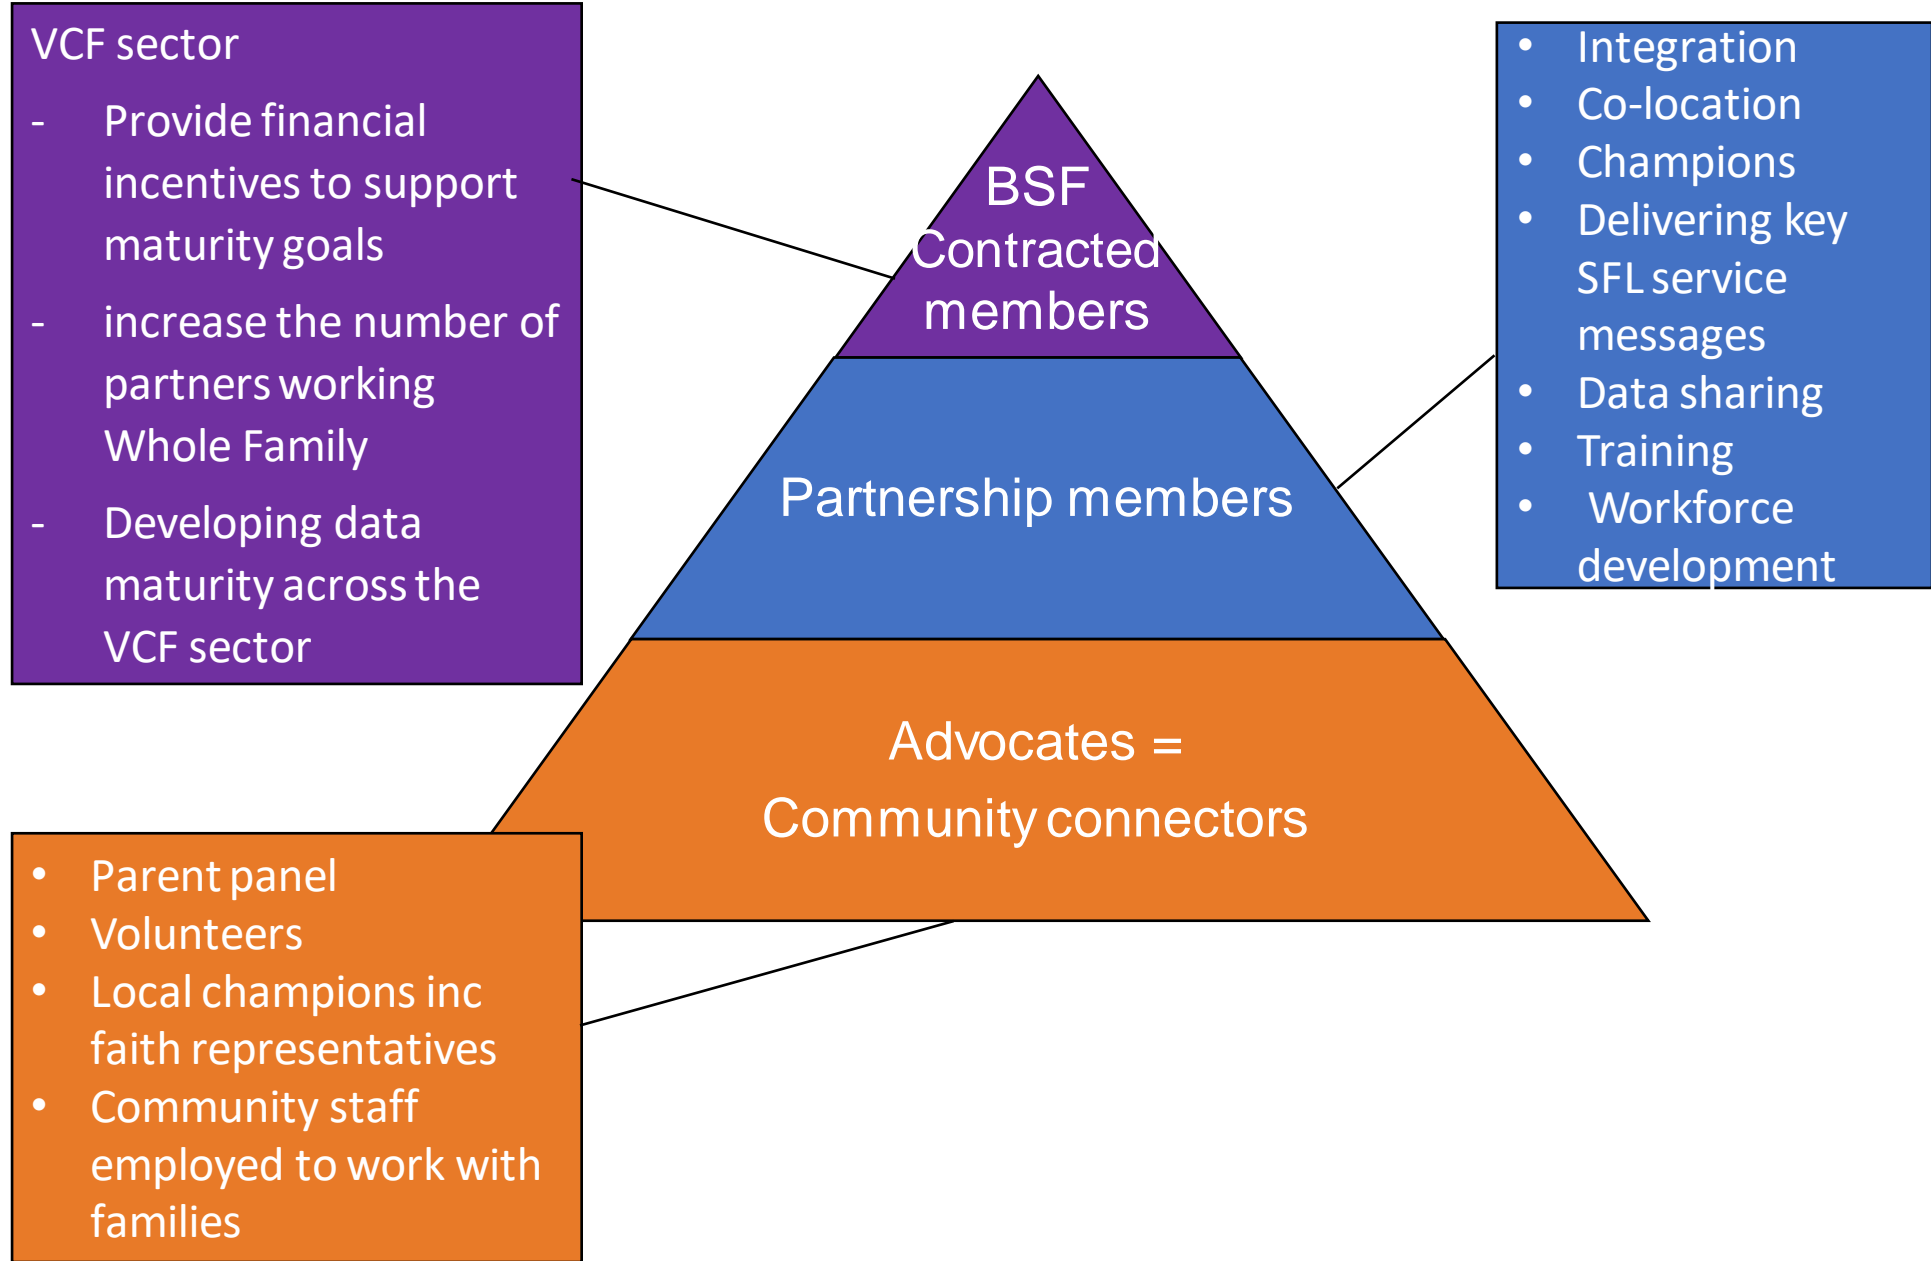 VCF sector
- Provide financial
incentives to support
maturity goals
- increase the number of
partners working
Whole Family
- Developing data
maturity across the
VCF sector
BSF
Contracted
members
Partnership members
Advocates =
Community connectors
• Integration
• Co-location
• Champions
• Delivering key
SFL service
messages
• Data sharing
• Training
• Workforce
development
• Parent panel
• Volunteers
• Local champions inc
faith representatives
• Community staff
employed to work with
families